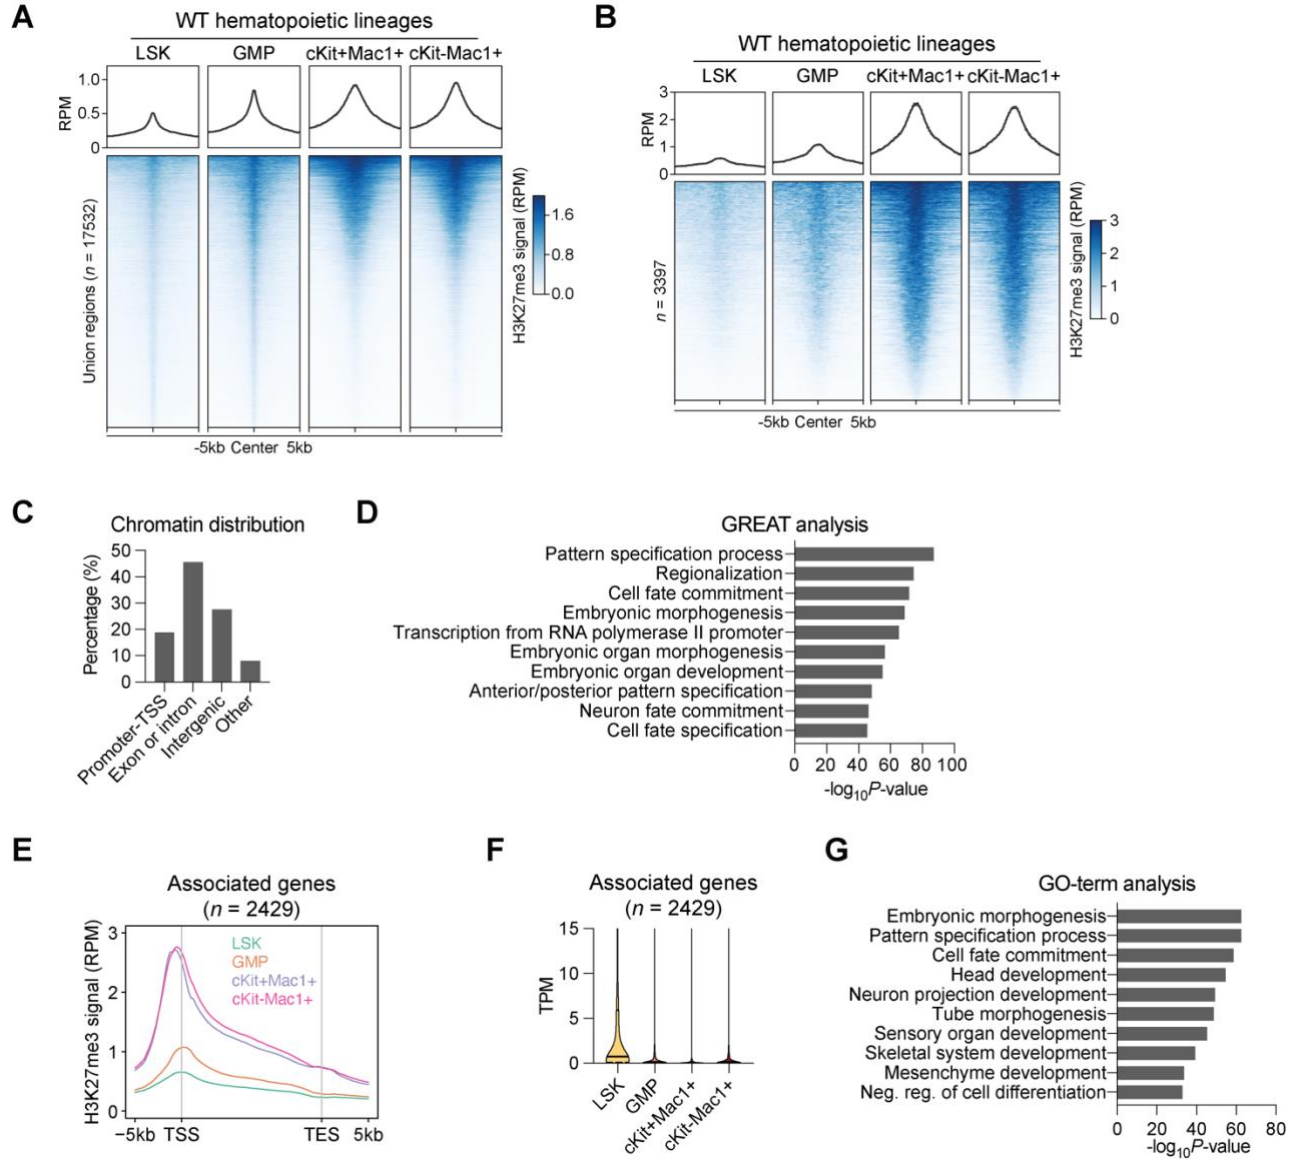 A
WT hematopoietic lineages
LSK GMP cKit+Mac1+ cKit-Mac1+
RPM
1.0
0.5
0
Union regions (n = 17532)
H3K27me3 signal (RPM)
1.6
0.8
0.0
-5kb Center 5kb
B
WT hematopoietic lineages
LSK GMP cKit+Mac1+ cKit-Mac1+
RPM
3
2
1
0
n = 3397
H3K27me3 signal (RPM)
3
2
1
0
-5kb Center 5kb
C
Chromatin distribution
Percentage (%)
50
40
30
20
10
0
Promoter-TSS
Exon or intron
Intergenic
Other
D
GREAT analysis
Pattern specification process
Regionalization
Cell fate commitment
Embryonic morphogenesis
Transcription from RNA polymerase II promoter
Embryonic organ morphogenesis
Embryonic organ development
Anterior/posterior pattern specification
Neuron fate commitment
Cell fate specification
0 20 40 60 80 100
-log10P-value
E
Associated genes
(n = 2429)
H3K27me3 signal (RPM)
3
2
1
0
LSK
GMP
cKit+Mac1+
cKit-Mac1+
−5kb TSS TES 5kb
F
Associated genes
(n = 2429)
TPM
15
10
5
0
LSK
GMP
cKit+Mac1+
cKit-Mac1+
G
GO-term analysis
Embryonic morphogenesis
Pattern specification process
Cell fate commitment
Head development
Neuron projection development
Tube morphogenesis
Sensory organ development
Skeletal system development
Mesenchyme development
Neg. reg. of cell differentiation
0 20 40 60 80
-log10P-value